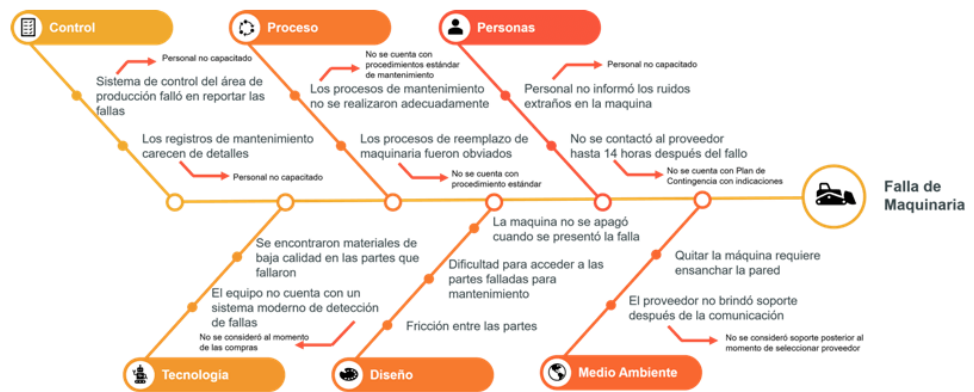 Control
Proceso
Personas
Personal no capacitado
Sistema de control del área de
producción falló en reportar las
fallas
Los registros de mantenimiento
carecen de detalles
Personal no capacitado
No se cuenta con
procedimientos estándar
de mantenimiento
Los procesos de mantenimiento
no se realizaron adecuadamente
Los procesos de reemplazo de
maquinaria fueron obviados
No se cuenta con
procedimiento estándar
Personal no capacitado
Personal no informó los ruidos
extraños en la maquina
No se contactó al proveedor
hasta 14 horas después del fallo
No se cuenta con Plan de
Contingencia con indicaciones
Falla de
Maquinaria
Se encontraron materiales de
baja calidad en las partes que
fallaron
El equipo no cuenta con un
sistema moderno de detección
de fallas
No se consideró al momento
de las compras
La maquina no se apagó
cuando se presentó la falla
Dificultad para acceder a las
partes falladas para
mantenimiento
Fricción entre las partes
Quitar la máquina requiere
ensanchar la pared
El proveedor no brindó soporte
después de la comunicación
No se consideró soporte posterior al
momento de seleccionar proveedor
Tecnología
Diseño
Medio Ambiente